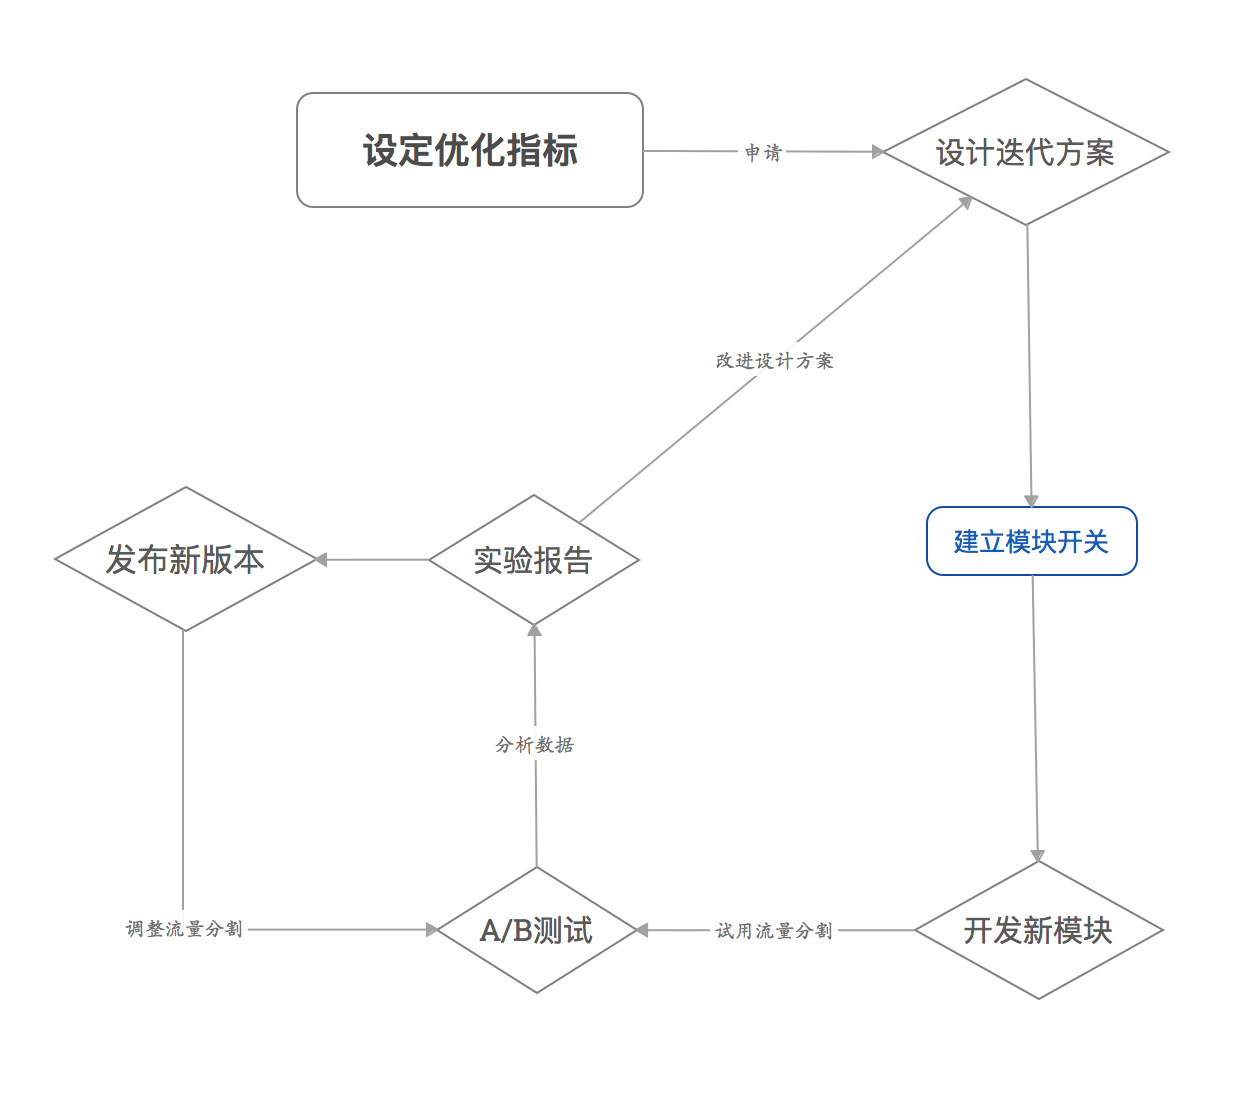 设定优化指标
申请
设计迭代方案
改进设计方案
建立模块开关
发布新版本
实验报告
分析数据
调整流量分割
A/B测试
试用流量分割
开发新模块